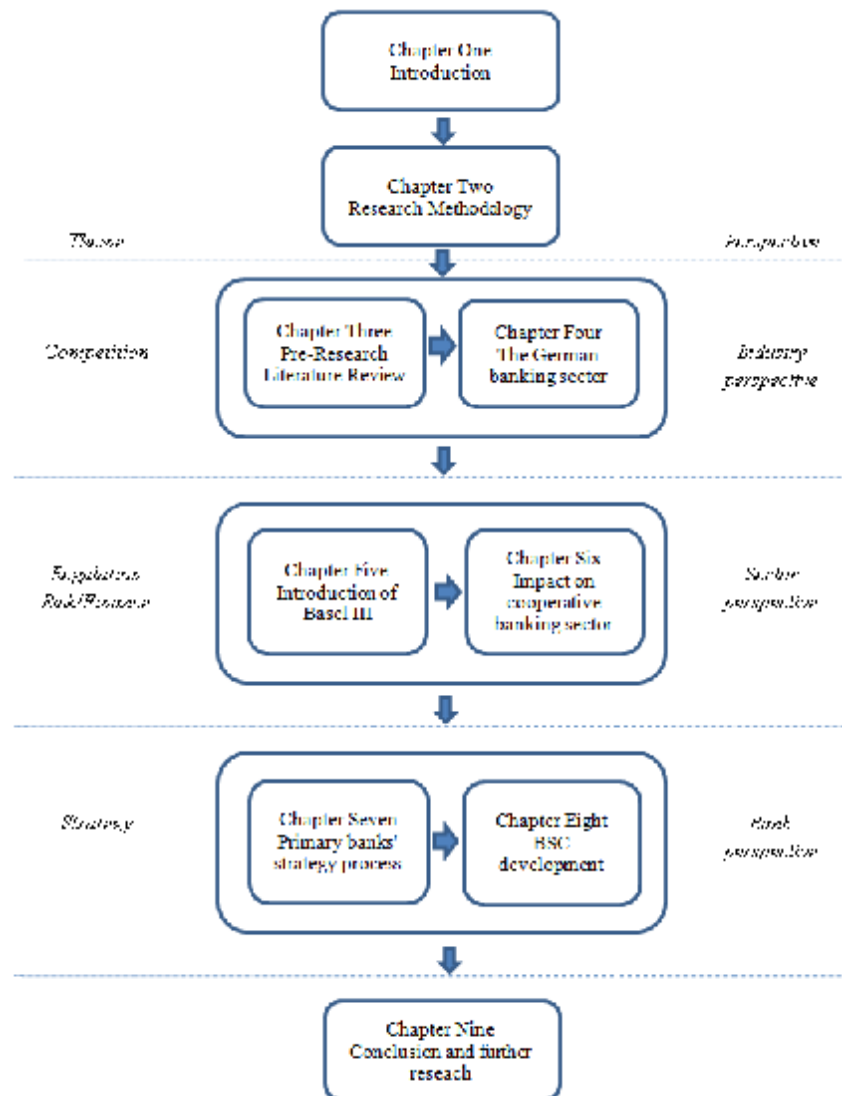 Chapter One
Introduction
Chapter Two
Research Methodology
Theme
Perspective
Competition
Chapter Three
Pre-Research
Literature Review
Chapter Four
The German
banking sector
Industry
perspective
Chapter Five
Introduction of
Basel III
Chapter Six
Impact on
cooperative
banking sector
Sector
perspective
Strategy
Chapter Seven
Primary banks'
strategy process
Chapter Eight
BSC
development
Bank
perspective
Chapter Nine
Conclusion and further
reseach